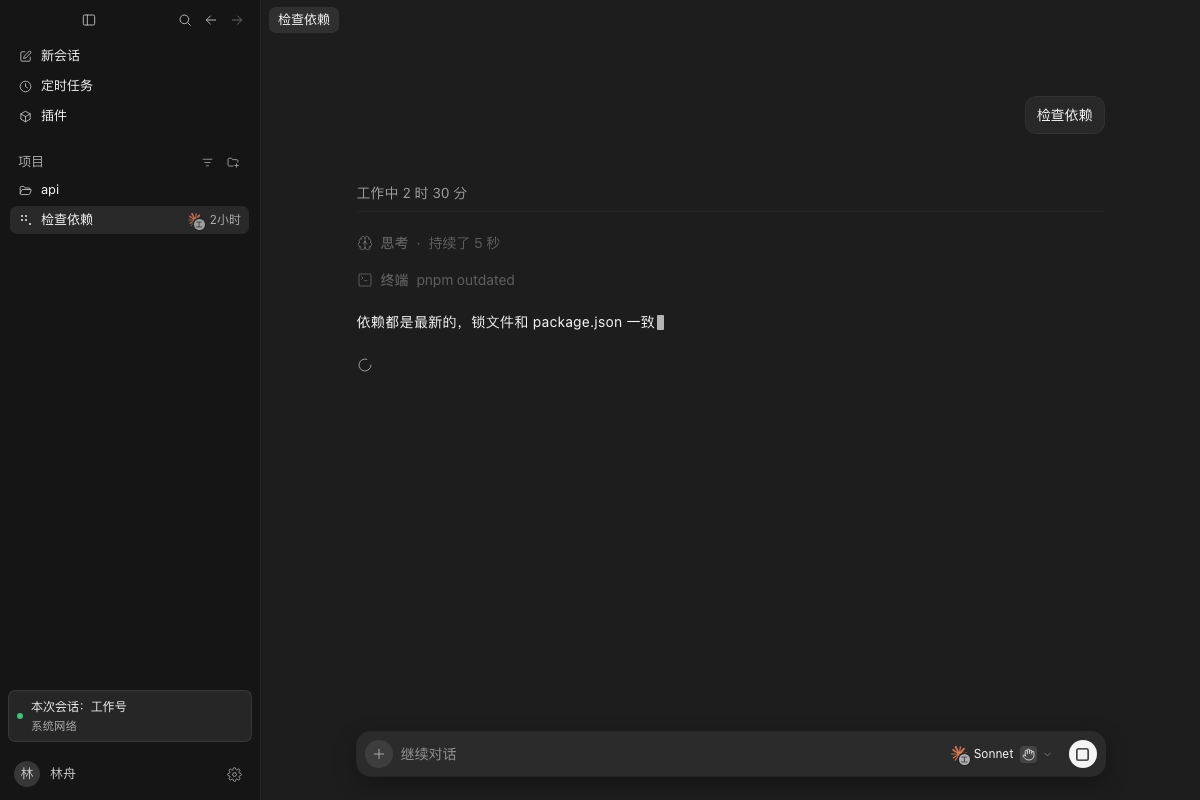 检查依赖
新会话
定时任务
插件
项目
api
检查依赖 工 2小时
检查依赖
工作中 2 时 30 分
思考 · 持续了 5 秒
终端 pnpm outdated
依赖都是最新的，锁文件和 package.json 一致
本次会话：工作号
系统网络
林 林舟
继续对话
工 Sonnet